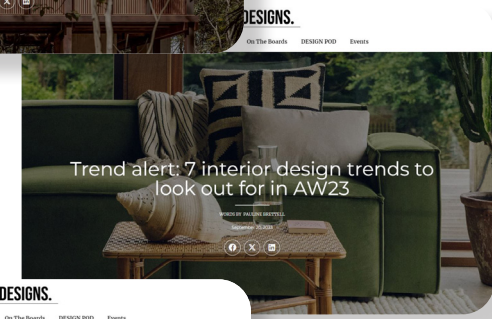 DESIGNS.
On The Boards DESIGN POD Events
Trend alert: 7 interior design trends to
look out for in AW23
WORDS BY PAULINE BRETTELL
September 20, 2023
DESIGNS.
On The Boards DESIGN POD Events